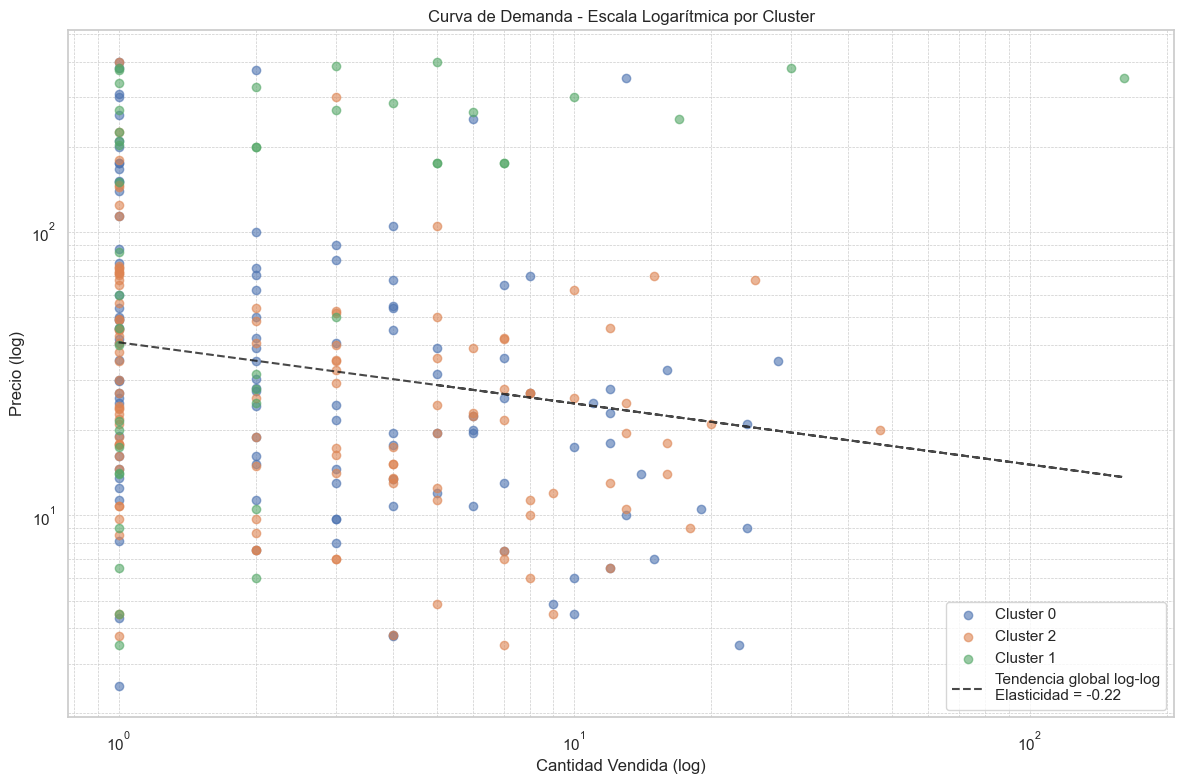 Curva de Demanda - Escala Logarítmica por Cluster
Precio (log)
10²
10¹
10⁰
10¹
10²
Cantidad Vendida (log)
Cluster 0
Cluster 2
Cluster 1
Tendencia global log-log
Elasticidad = -0.22